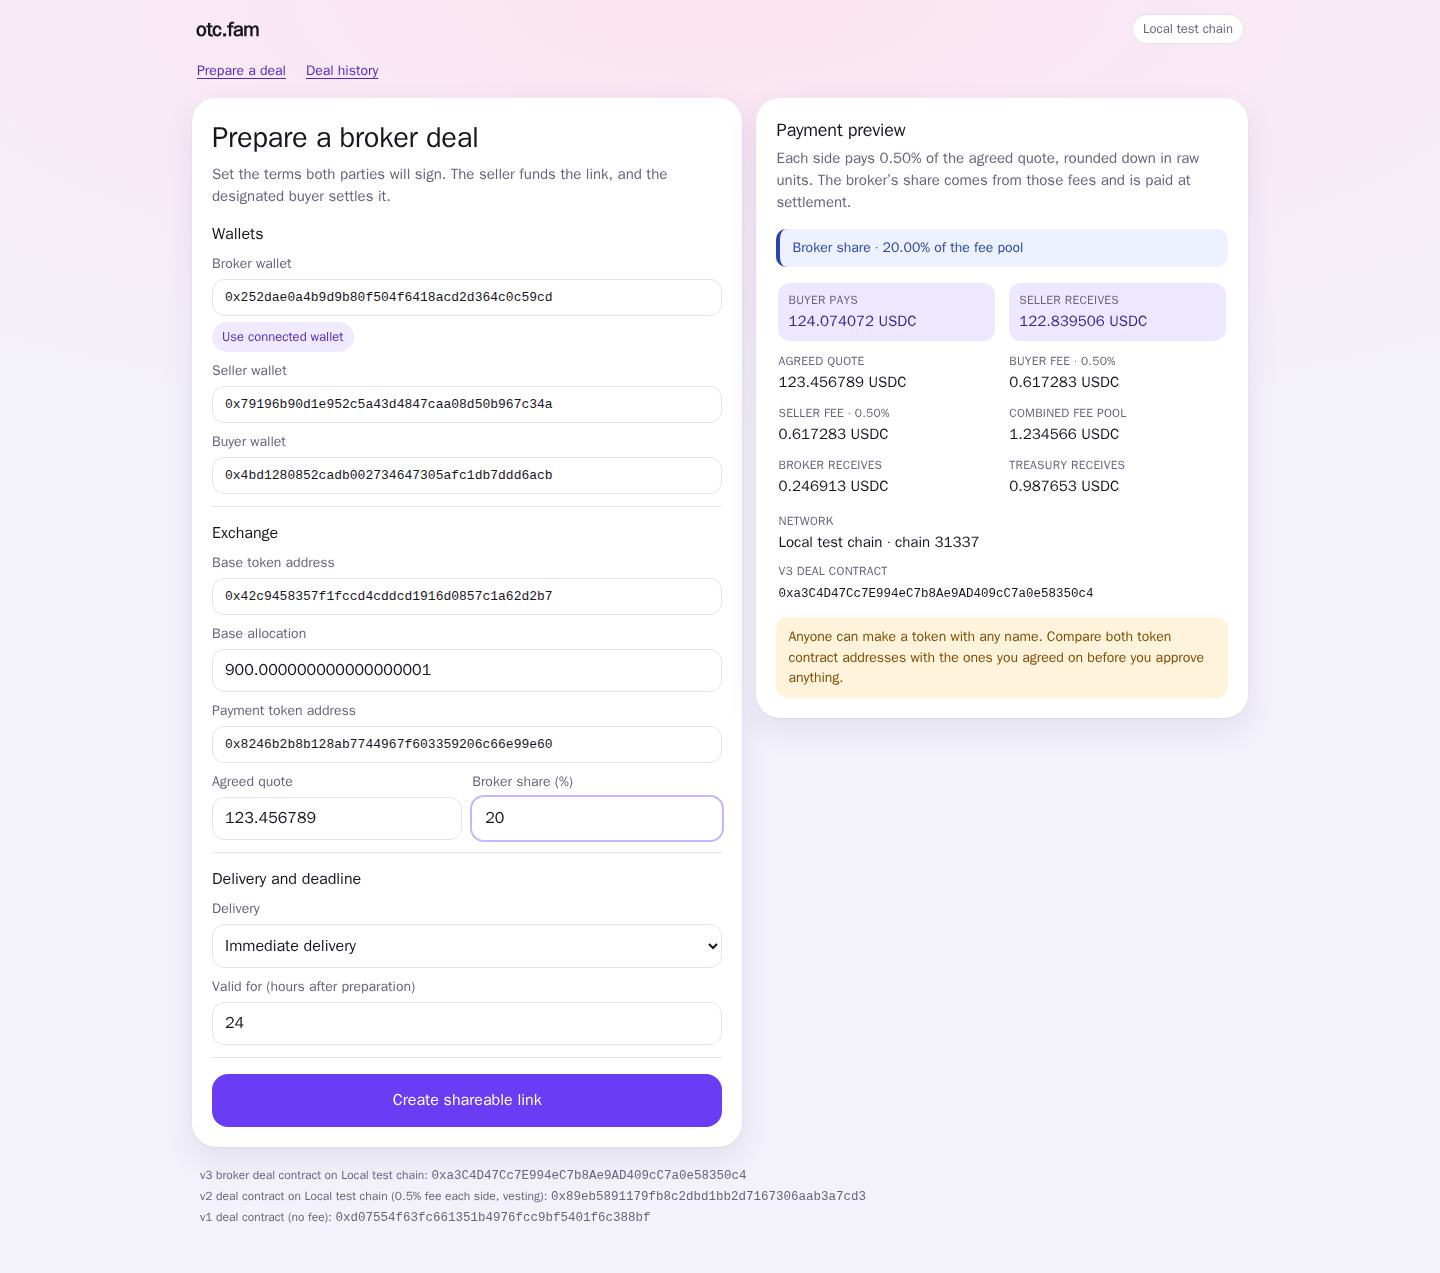 otc.fam
Local test chain
Prepare a deal
Deal history
Prepare a broker deal
Set the terms both parties will sign. The seller funds the link, and the
designated buyer settles it.
Wallets
Broker wallet
0x252dae0a4b9d9b80f504f6418acd2d364c0c59cd
Use connected wallet
Seller wallet
0x79196b90d1e952c5a43d4847caa08d50b967c34a
Buyer wallet
0x4bd1280852cadb002734647305afc1db7ddd6acb
Exchange
Base token address
0x42c9458357f1fccd4cddcd1916d0857c1a62d2b7
Base allocation
900.000000000000000001
Payment token address
0x8246b2b8b128ab7744967f603359206c66e99e60
Agreed quote
Broker share (%)
123.456789
20
Delivery and deadline
Delivery
Immediate delivery
Valid for (hours after preparation)
24
Create shareable link
Payment preview
Each side pays 0.50% of the agreed quote, rounded down in raw
units. The broker's share comes from those fees and is paid at
settlement.
Broker share · 20.00% of the fee pool
BUYER PAYS
124.074072 USDC
SELLER RECEIVES
122.839506 USDC
AGREED QUOTE
123.456789 USDC
BUYER FEE · 0.50%
0.617283 USDC
SELLER FEE · 0.50%
0.617283 USDC
COMBINED FEE POOL
1.234566 USDC
BROKER RECEIVES
0.246913 USDC
TREASURY RECEIVES
0.987653 USDC
NETWORK
Local test chain · chain 31337
V3 DEAL CONTRACT
0xa3C4D47Cc7E994eC7b8Ae9AD409cC7a0e58350c4
Anyone can make a token with any name. Compare both token
contract addresses with the ones you agreed on before you approve
anything.
v3 broker deal contract on Local test chain: 0xa3C4D47Cc7E994eC7b8Ae9AD409cC7a0e58350c4
v2 deal contract on Local test chain (0.5% fee each side, vesting): 0x89eb5891179fb8c2dbd1bb2d7167306aab3a7cd3
v1 deal contract (no fee): 0xd07554f63fc661351b4976fcc9bf5401f6c388bf